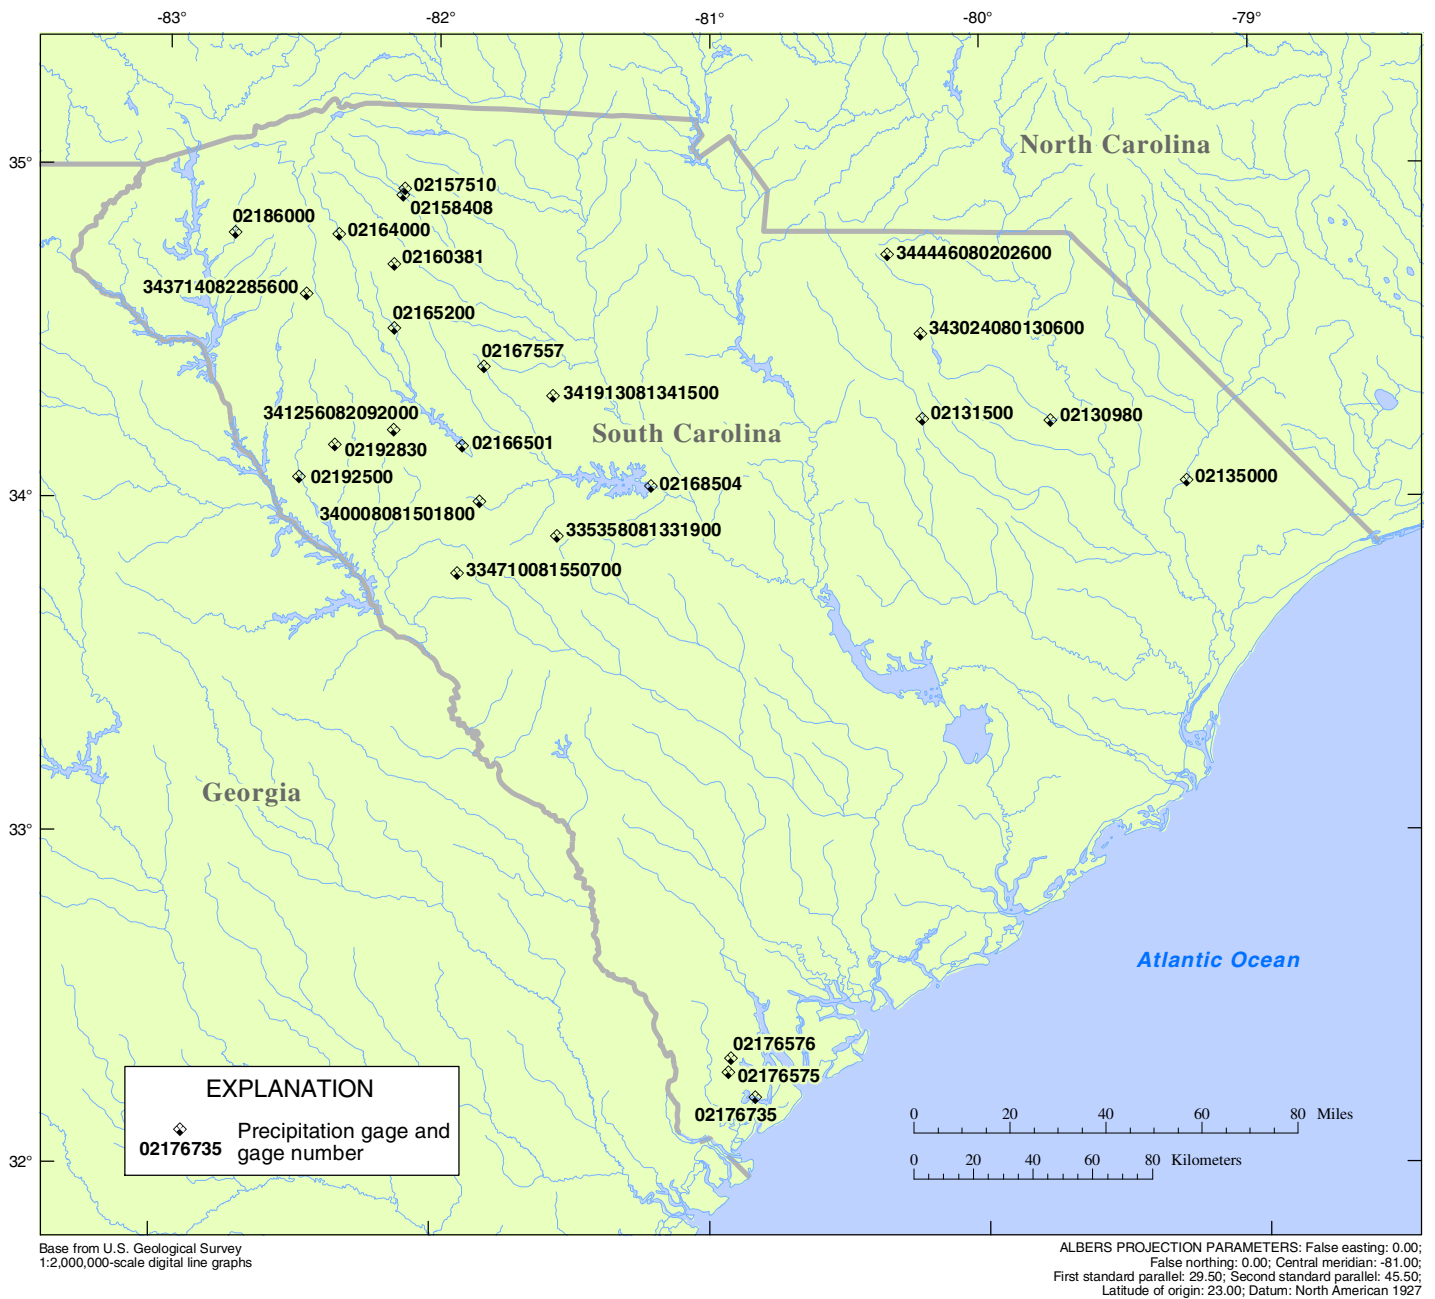 -83°
-82°
-81°
-80°
-79°
North Carolina
35°
02157510
02158408
02186000
02164000
344446080202600
02160381
343714082285600
02165200
343024080130600
02167557
341913081341500
341256082092000
02131500
02130980
South Carolina
02166501
02192830
02192500
02168504
02135000
34°
340008081501800
335358081331900
334710081550700
Georgia
33°
Atlantic Ocean
02176576
02176575
02176735
EXPLANATION
02176735
Precipitation gage and
gage number
0 20 40 60 80 Miles
0 20 40 60 80 Kilometers
32°
Base from U.S. Geological Survey
1:2,000,000-scale digital line graphs
ALBERS PROJECTION PARAMETERS: False easting: 0.00;
False northing: 0.00; Central meridian: -81.00;
First standard parallel: 29.50; Second standard parallel: 45.50;
Latitude of origin: 23.00; Datum: North American 1927